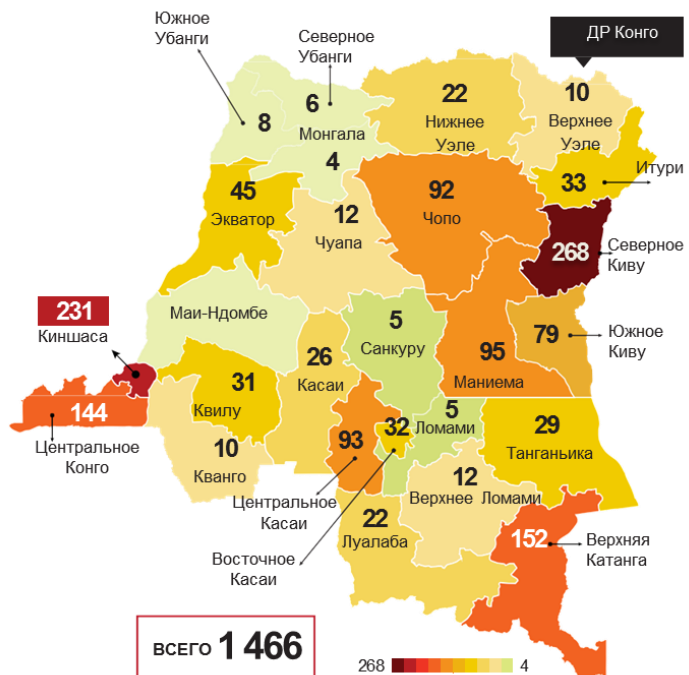 Южное
Убанги
Северное
Убанги
ДР Конго
8
6
Монгала
4
22
Нижнее
Уэле
10
Верхнее
Уэле
33
Итури
45
Экватор
12
Чуапа
92
Чопо
268
Северное
Киву
231
Киншаса
Маи-Ндомбе
5
Санкуру
95
Маниема
79
Южное
Киву
26
Касаи
31
Квилу
144
Центральное
Конго
10
Кванго
93
Центральное
Касаи
32
Восточное
Касаи
5
Ломами
29
Танганьика
12
Верхнее Ломами
22
Луалаба
152
Верхняя
Катанга
ВСЕГО 1 466
268 4